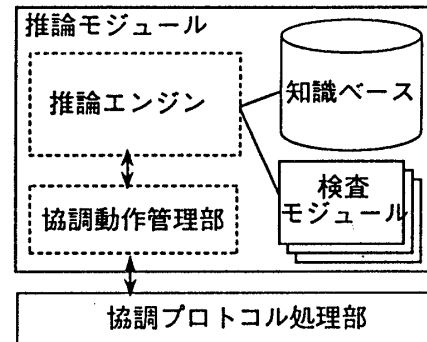 推論モジュール
推論エンジン
知識ベース
検査
モジュール
協調動作管理部
協調プロトコル処理部